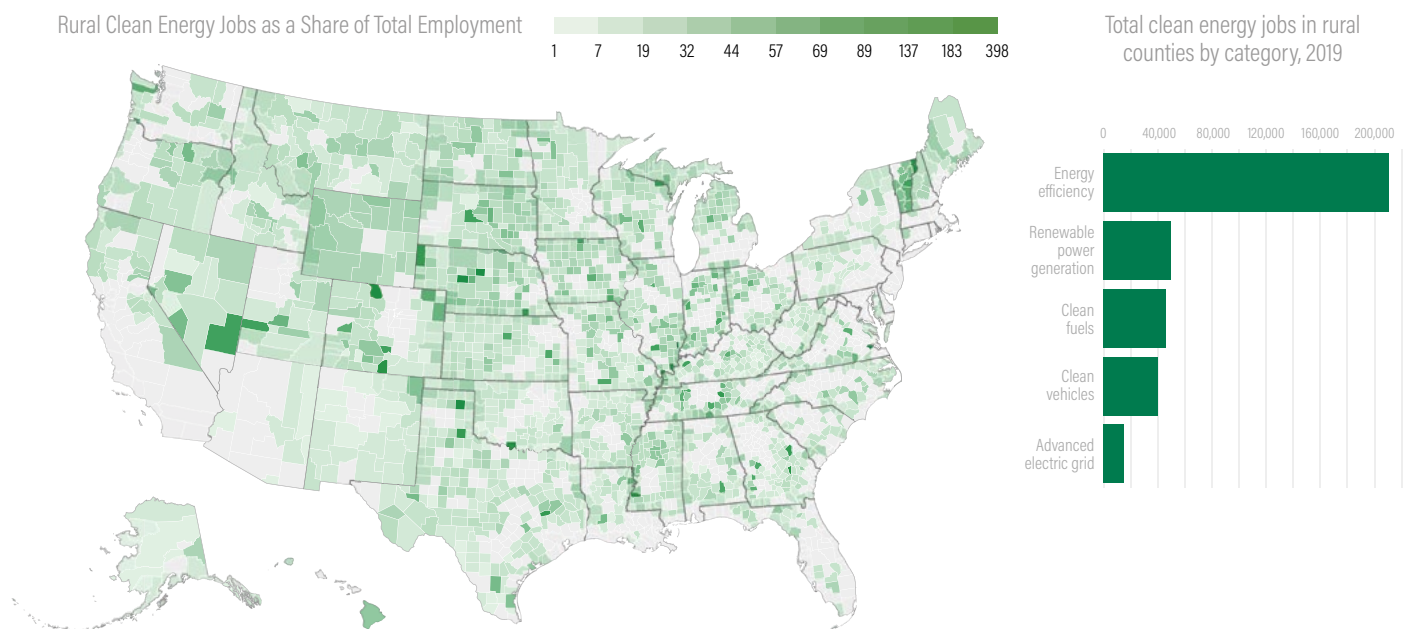 Rural Clean Energy Jobs as a Share of Total Employment
1 7 19 32 44 57 69 89 137 183 398
Total clean energy jobs in rural
counties by category, 2019
0 40,000 80,000 120,000 160,000 200,000
Energy
efficiency
Renewable
power
generation
Clean
fuels
Clean
vehicles
Advanced
electric grid